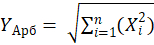 Y_Арб = √(∑_{i=1}^{n}(X_i^2))